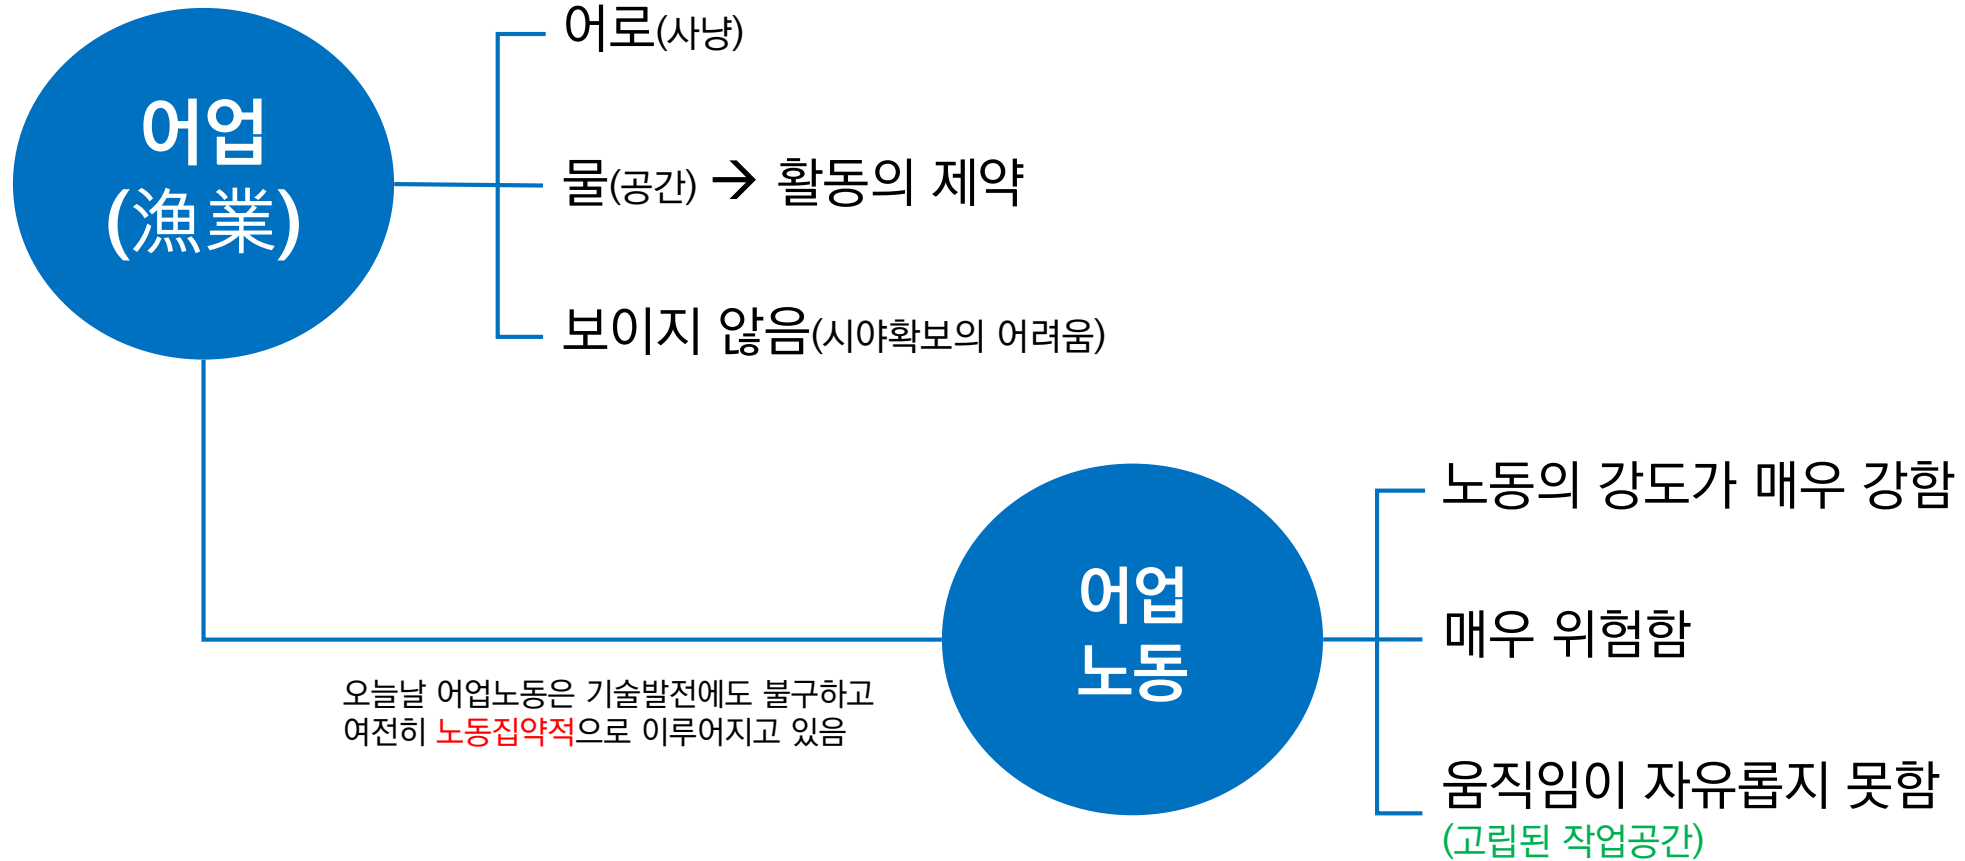 어업
(漁業)
어로(사냥)
물(공간) → 활동의 제약
보이지 않음(시야확보의 어려움)
어업
노동
노동의 강도가 매우 강함
매우 위험함
움직임이 자유롭지 못함
(고립된 작업공간)
오늘날 어업노동은 기술발전에도 불구하고
여전히 노동집약적으로 이루어지고 있음